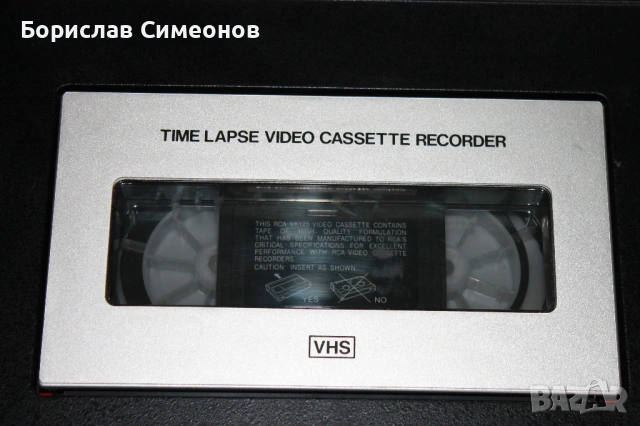 Борислав Симеонов
TIME LAPSE VIDEO CASSETTE RECORDER
THIS RCA VK125 VIDEO CASSETTE CONTAINS
TAPE OF HIGH QUALITY FORMULATION
THAT HAS BEEN MANUFACTURED TO RCA'S
CRITICAL SPECIFICATIONS FOR EXCELLENT
PERFORMANCE WITH RCA VIDEO CASSETTE
RECORDERS.
CAUTION: INSERT AS SHOWN
YES NO
VHS
BAZAR